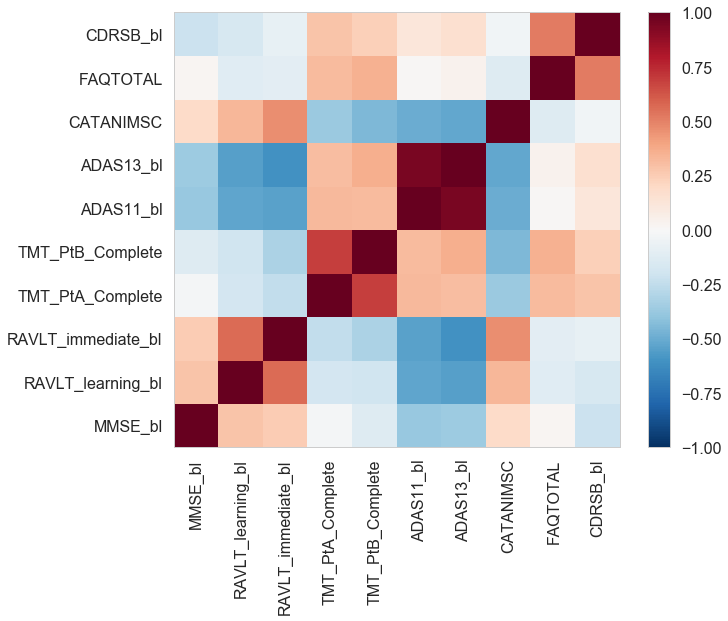 CDRSB_bl
FAQTOTAL
CATANIMSC
ADAS13_bl
ADAS11_bl
TMT_PtB_Complete
TMT_PtA_Complete
RAVLT_immediate_bl
RAVLT_learning_bl
MMSE_bl
MMSE_bl
RAVLT_learning_bl
RAVLT_immediate_bl
TMT_PtA_Complete
TMT_PtB_Complete
ADAS11_bl
ADAS13_bl
CATANIMSC
FAQTOTAL
CDRSB_bl
1.00
0.75
0.50
0.25
0.00
−0.25
−0.50
−0.75
−1.00